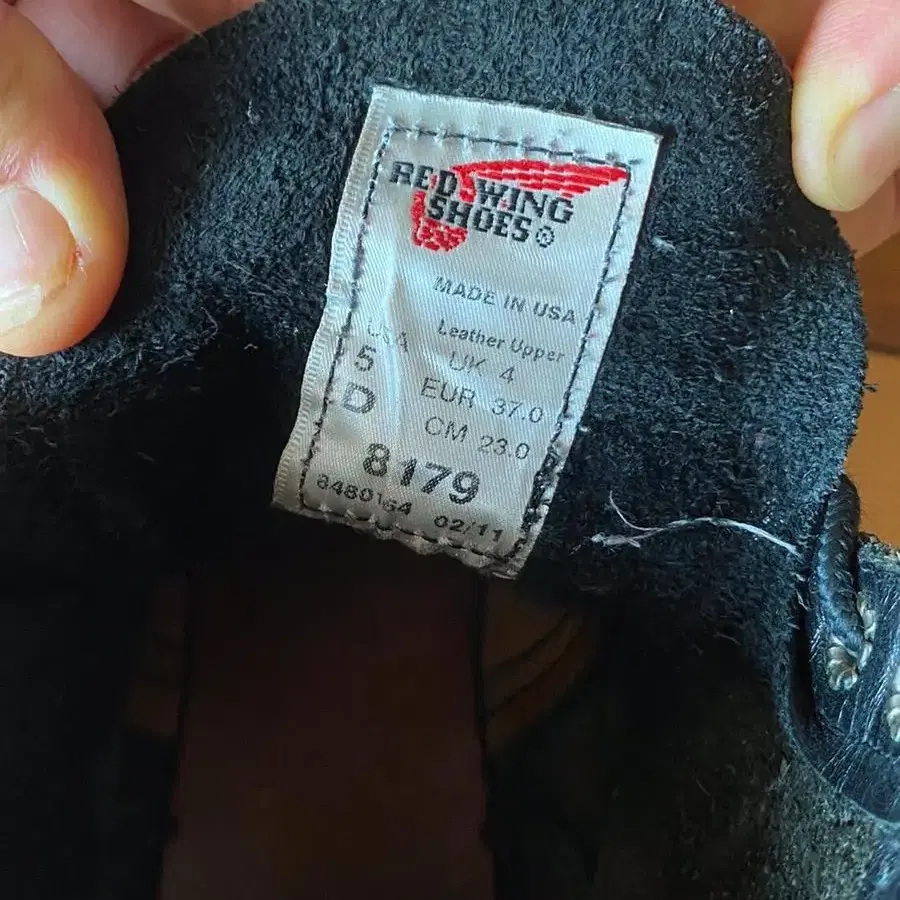 RED WING
SHOES®
MADE IN USA
Leather Upper
USA UK 4
5 EUR 37.0
D CM 23.0
8179
8480164 02/11